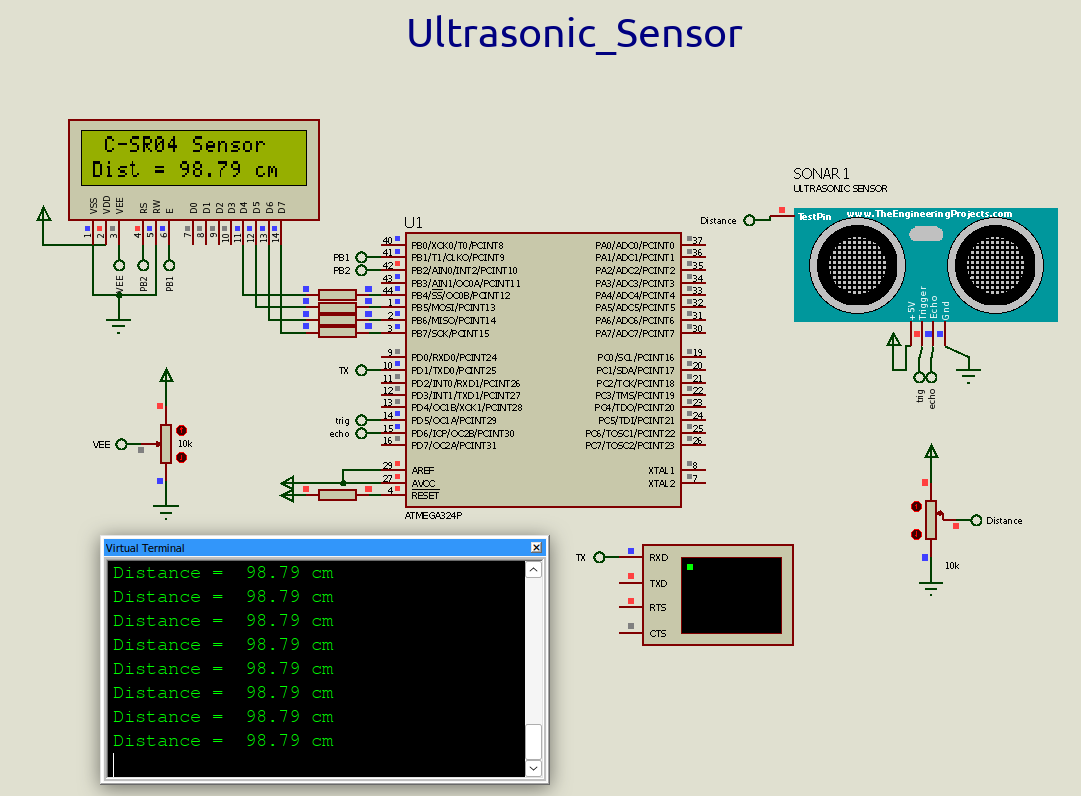 Ultrasonic_Sensor
C-SR04 Sensor
Dist = 98.79 cm
VSS VDD VEE RS RW E D0 D1 D2 D3 D4 D5 D6 D7
1 2 3 4 5 6 7 8 9 10 11 12 13 14
VEE PB2 PB1
SONAR 1
ULTRASONIC SENSOR
Distance
TestPin
www.TheEngineeringProjects.com
+5V Trigger Echo Gnd
trig echo
U1
40 PB0/XCK0/T0/PCINT8 PA0/ADC0/PCINT0 37
PB1 41 PB1/T1/CLKO/PCINT9 PA1/ADC1/PCINT1 36
PB2 42 PB2/AIN0/INT2/PCINT10 PA2/ADC2/PCINT2 35
43 PB3/AIN1/OC0A/PCINT11 PA3/ADC3/PCINT3 34
44 PB4/SS/OC0B/PCINT12 PA4/ADC4/PCINT4 33
1 PB5/MOSI/PCINT13 PA5/ADC5/PCINT5 32
2 PB6/MISO/PCINT14 PA6/ADC6/PCINT6 31
3 PB7/SCK/PCINT15 PA7/ADC7/PCINT7 30
9 PD0/RXD0/PCINT24 PC0/SCL/PCINT16 19
TX 10 PD1/TXD0/PCINT25 PC1/SDA/PCINT17 20
11 PD2/INT0/RXD1/PCINT26 PC2/TCK/PCINT18 21
12 PD3/INT1/TXD1/PCINT27 PC3/TMS/PCINT19 22
13 PD4/OC1B/XCK1/PCINT28 PC4/TDO/PCINT20 23
trig 14 PD5/OC1A/PCINT29 PC5/TDI/PCINT21 24
echo 15 PD6/ICP/OC2B/PCINT30 PC6/TOSC1/PCINT22 25
16 PD7/OC2A/PCINT31 PC7/TOSC2/PCINT23 26
29 AREF XTAL1 8
27 AVCC XTAL2 7
4 RESET
ATMEGA324P
VEE
10k
Distance
10k
Virtual Terminal
Distance = 98.79 cm
Distance = 98.79 cm
Distance = 98.79 cm
Distance = 98.79 cm
Distance = 98.79 cm
Distance = 98.79 cm
Distance = 98.79 cm
Distance = 98.79 cm
TX
RXD
TXD
RTS
CTS